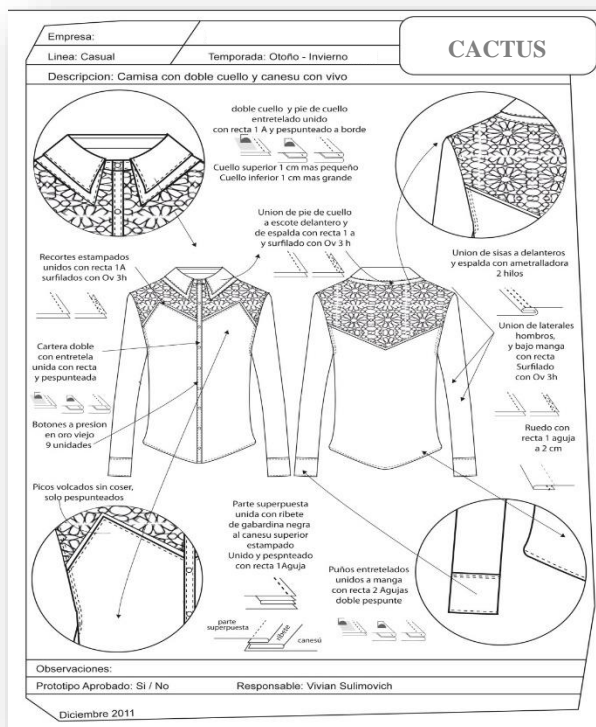 Empresa:
CACTUS
Linea: Casual
Temporada: Otoño - Invierno
Descripcion: Camisa con doble cuello y canesu con vivo
doble cuello y pie de cuello
entretelado unido
con recta 1 A y pespunteado a borde
Cuello superior 1 cm mas pequeño
Cuello inferior 1 cm mas grande
Union de pie de cuello
a escote delantero y
de espalda con recta 1 a
y surfilado con Ov 3 h
Recortes estampados
unidos con recta 1A
surfilados con Ov 3h
Union de sisas a delanteros
y espalda con ametralladora
2 hilos
Cartera doble
con entretela
unida con recta
y pespunteada
Union de laterales
hombros,
y bajo manga
con recta
Surfilado
con Ov 3h
Botones a presion
en oro viejo
9 unidades
Ruedo con
recta 1 aguja
a 2 cm
Picos volcados sin coser,
solo pespunteados
Parte superpuesta
unida con ribete
de gabardina negra
al canesu superior
estampado
Unido y pespnteado
con recta 1Aguja
Puños entretelados
unidos a manga
con recta 2 Agujas
doble pespunte
parte
superpuesta
ribete
canesú
Observaciones:
Prototipo Aprobado: Si / No
Responsable: Vivian Sulimovich
Diciembre 2011